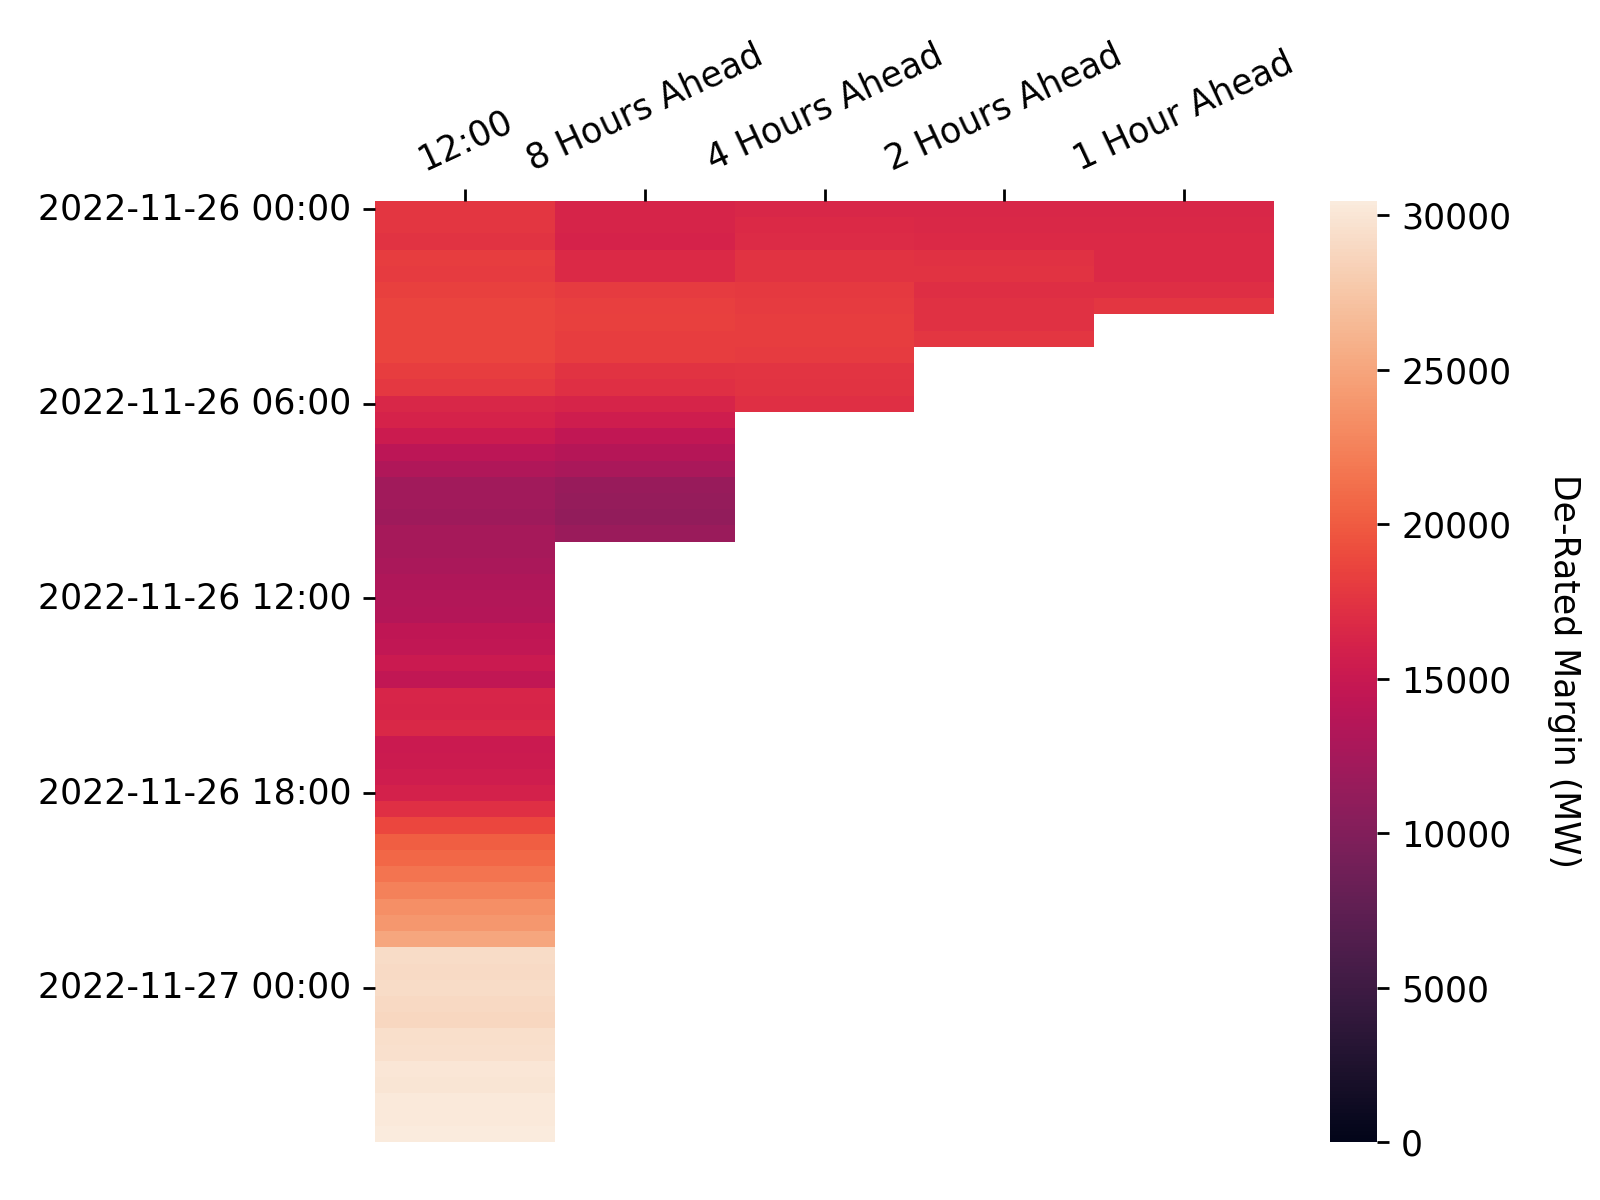 12:00
8 Hours Ahead
4 Hours Ahead
2 Hours Ahead
1 Hour Ahead
2022-11-26 00:00
2022-11-26 06:00
2022-11-26 12:00
2022-11-26 18:00
2022-11-27 00:00
30000
25000
20000
15000
10000
5000
0
De-Rated Margin (MW)